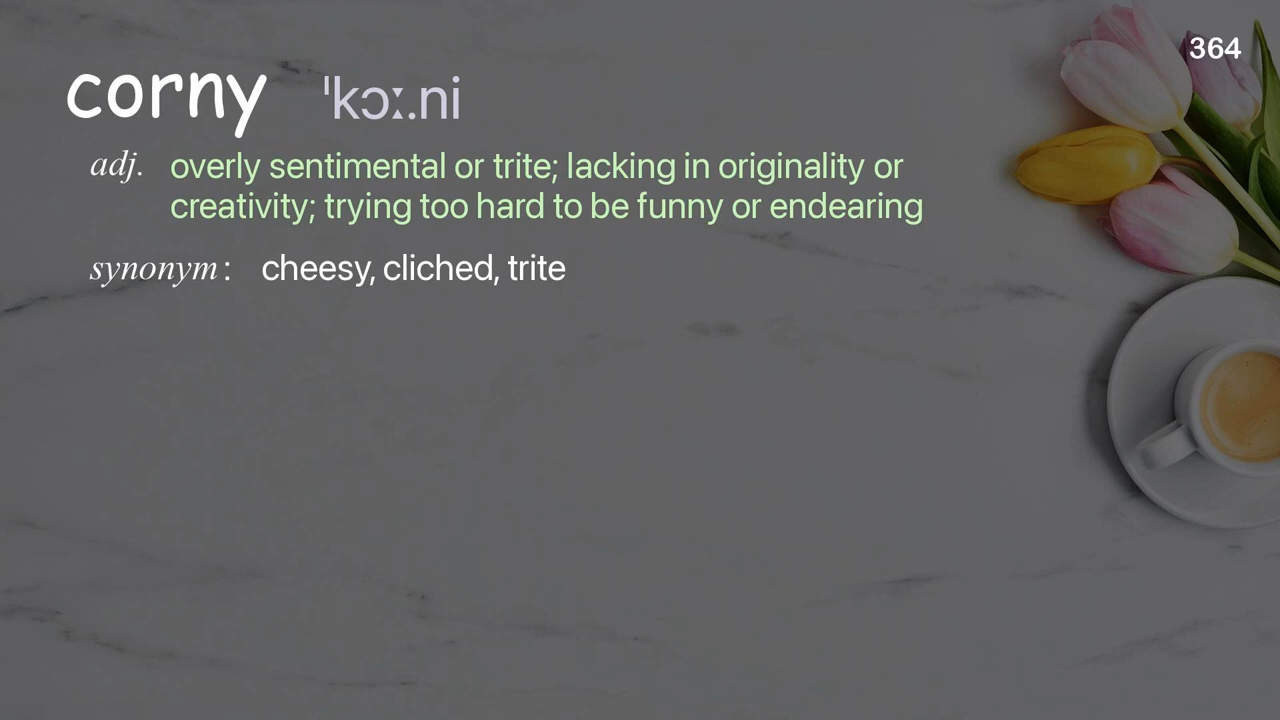 364
corny ˈkɔː.ni
adj. overly sentimental or trite; lacking in originality or
creativity; trying too hard to be funny or endearing
synonym: cheesy, cliched, trite